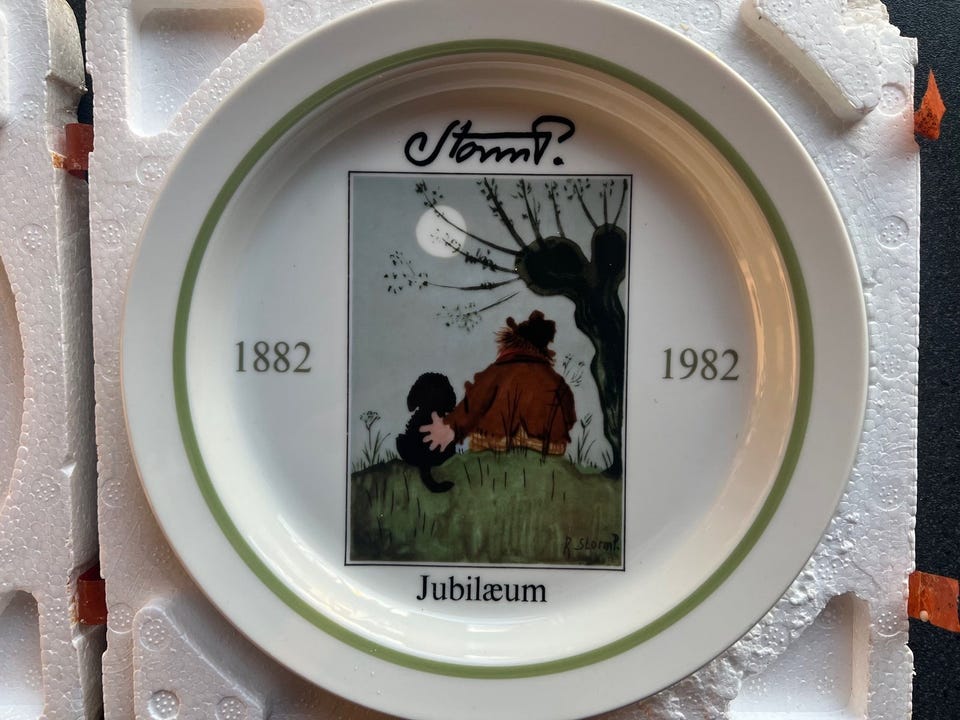 Storm P.
1882
1982
R. Storm P.
Jubilæum